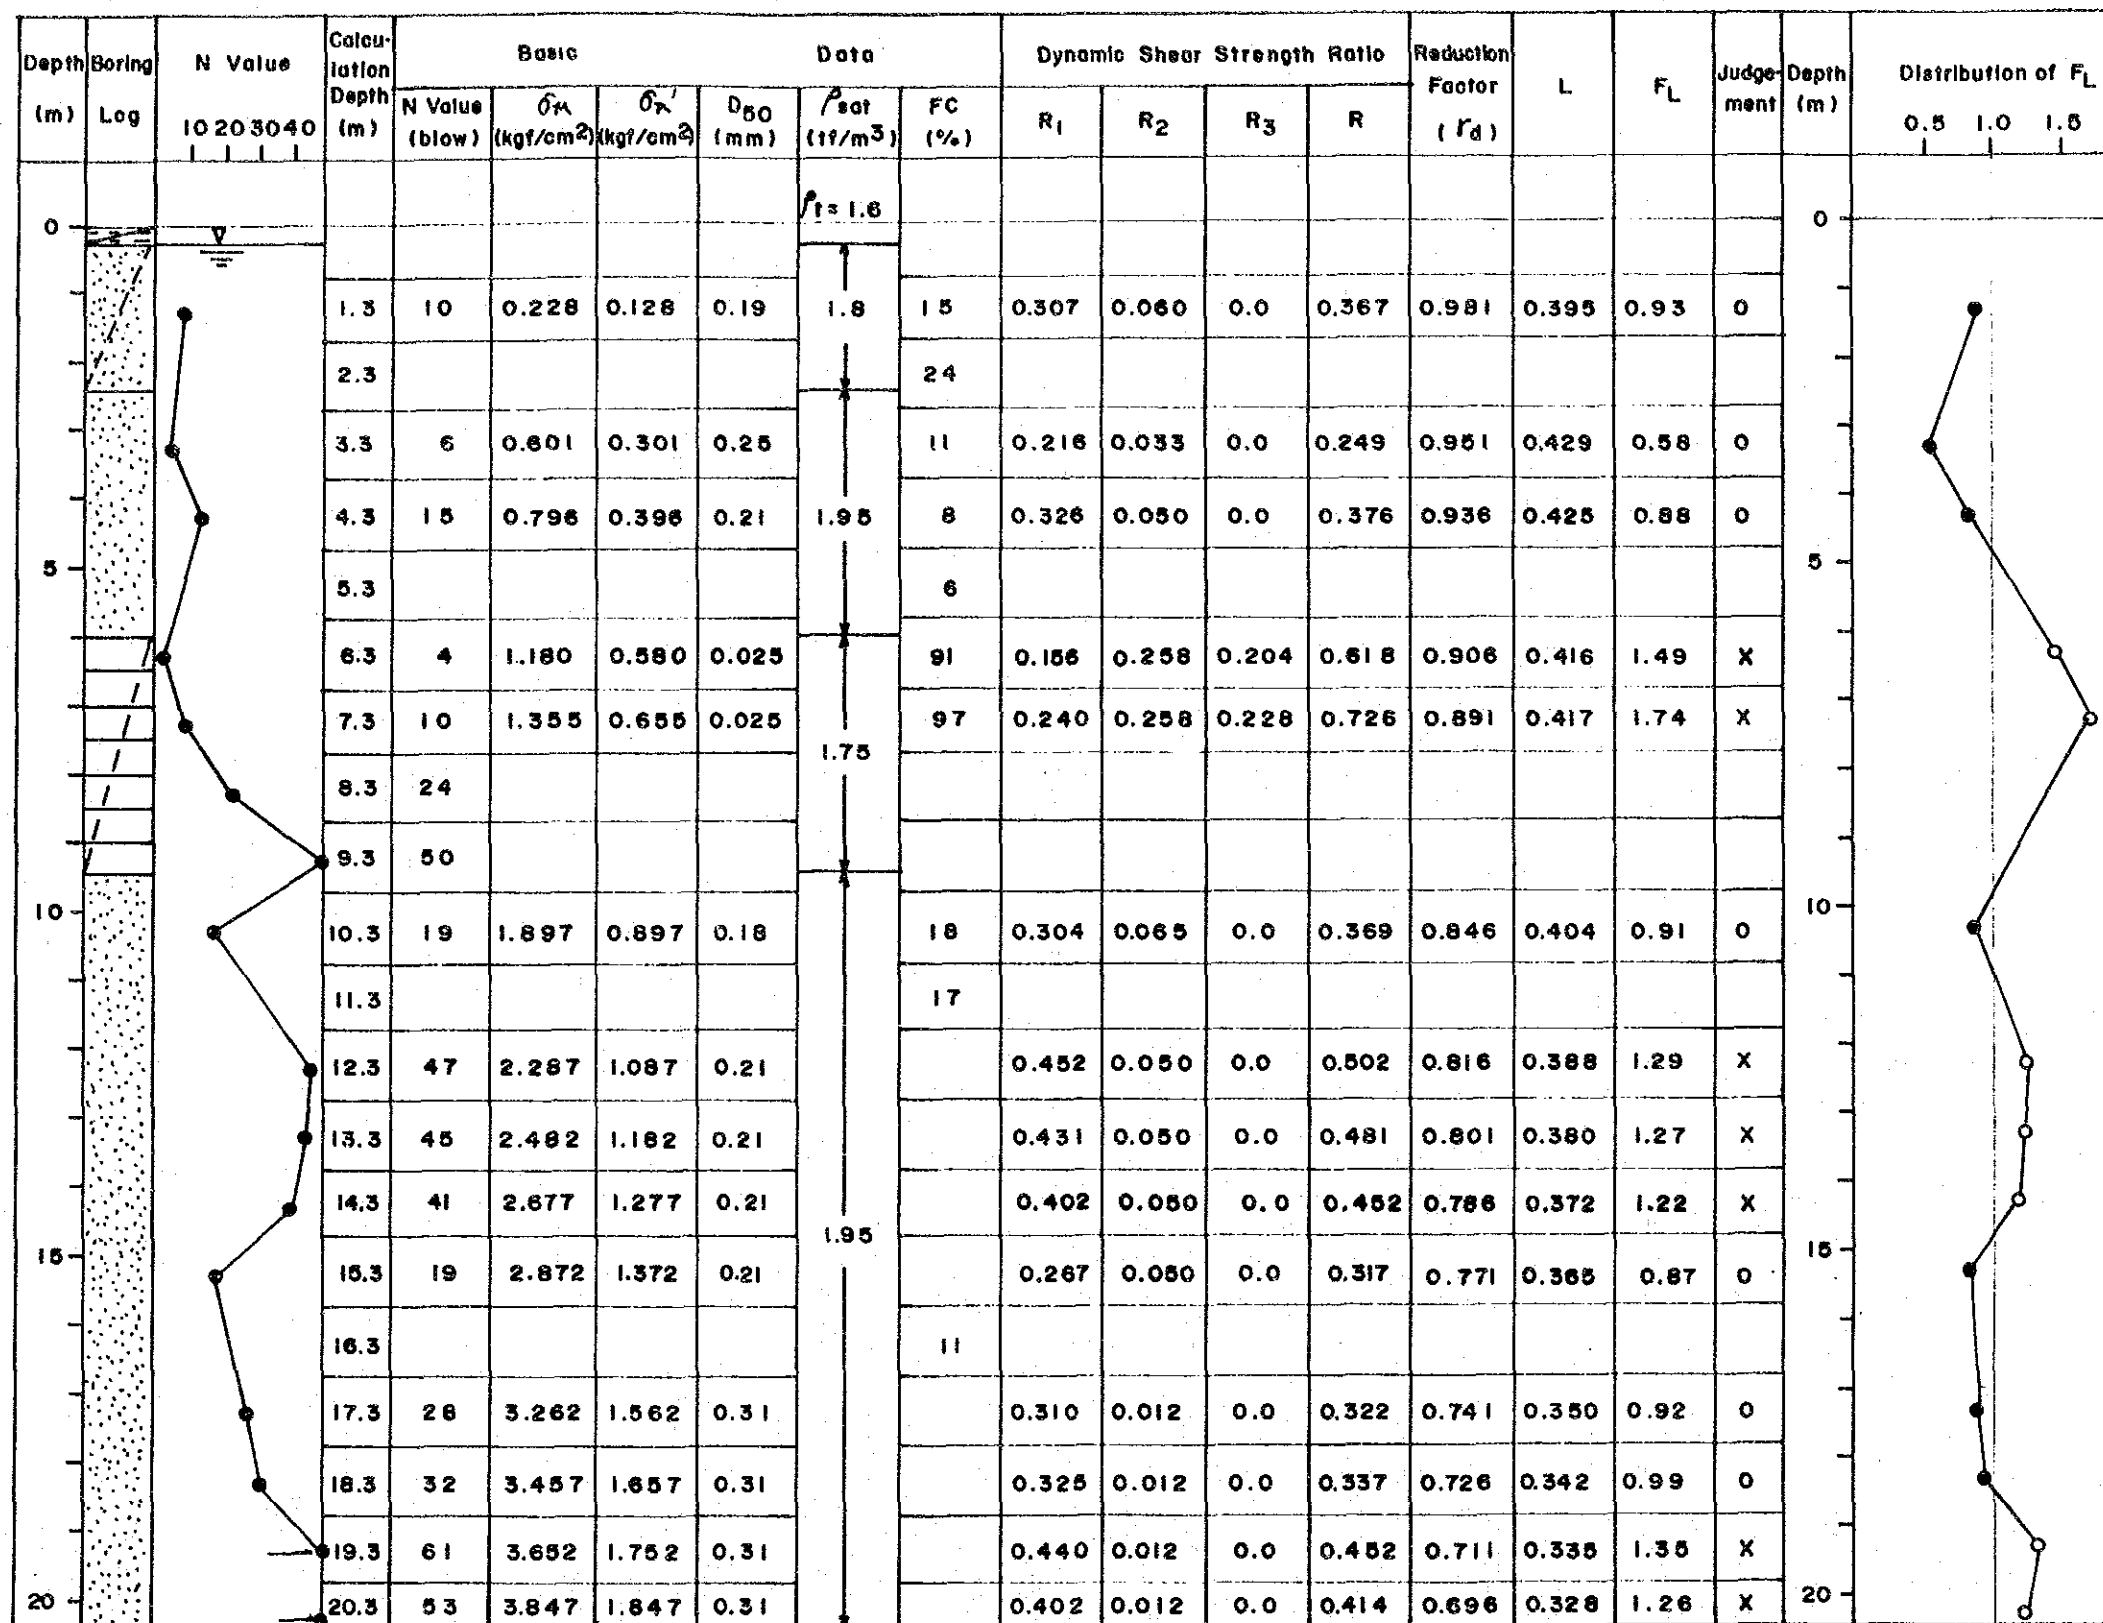 Depth (m) Boring Log N Value 10 20 30 40 Calcu-lation Depth (m) Basic Data Dynamic Shear Strength Ratio Reduction Factor (rd) L FL Judge-ment Depth (m) Distribution of FL 0.5 1.0 1.5
N Value (blow) (kgf/cm2) (kgf/cm2) D50 (mm) ρsat (tf/m3) FC (%) R1 R2 R3 R
ρt = 1.6
0 0
1.3 10 0.228 0.128 0.19 1.8 15 0.307 0.060 0.0 0.367 0.981 0.395 0.93 O
2.3 24
3.3 6 0.601 0.301 0.25 11 0.216 0.033 0.0 0.249 0.951 0.429 0.58 O
4.3 15 0.796 0.396 0.21 1.95 8 0.326 0.050 0.0 0.376 0.936 0.425 0.88 O
5 5.3 6 5
6.3 4 1.180 0.580 0.025 91 0.156 0.258 0.204 0.618 0.906 0.416 1.49 X
7.3 10 1.355 0.655 0.025 97 0.240 0.258 0.228 0.726 0.891 0.417 1.74 X
1.75
8.3 24
9.3 50
10 10.3 19 1.897 0.897 0.18 18 0.304 0.065 0.0 0.369 0.846 0.404 0.91 O 10
11.3 17
12.3 47 2.287 1.087 0.21 0.452 0.050 0.0 0.502 0.816 0.388 1.29 X
13.3 45 2.482 1.182 0.21 0.431 0.050 0.0 0.481 0.801 0.380 1.27 X
14.3 41 2.677 1.277 0.21 0.402 0.050 0.0 0.452 0.786 0.372 1.22 X
1.95
15 15.3 19 2.872 1.372 0.21 0.267 0.050 0.0 0.317 0.771 0.365 0.87 O 15
16.3 11
17.3 28 3.262 1.562 0.31 0.310 0.012 0.0 0.322 0.741 0.350 0.92 O
18.3 32 3.457 1.657 0.31 0.325 0.012 0.0 0.337 0.726 0.342 0.99 O
19.3 61 3.652 1.752 0.31 0.440 0.012 0.0 0.452 0.711 0.335 1.35 X
20 20.3 53 3.847 1.847 0.31 0.402 0.012 0.0 0.414 0.696 0.328 1.26 X 20